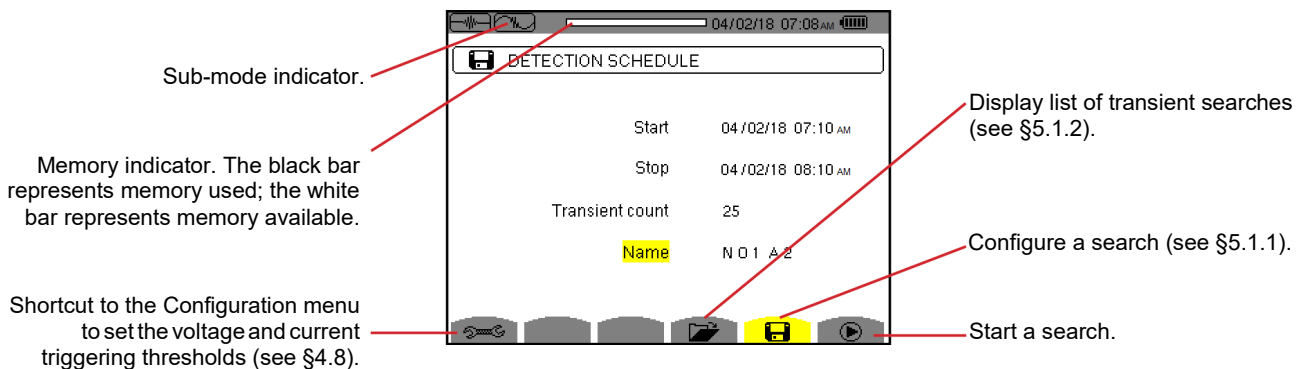 04/02/18 07:08 AM
DETECTION SCHEDULE
Sub-mode indicator.
Display list of transient searches
(see §5.1.2).
Start 04/02/18 07:10 AM
Memory indicator. The black bar
represents memory used; the white
bar represents memory available.
Stop 04/02/18 08:10 AM
Transient count 25
Name N O 1 A 2
Configure a search (see §5.1.1).
Shortcut to the Configuration menu
to set the voltage and current
triggering thresholds (see §4.8).
Start a search.